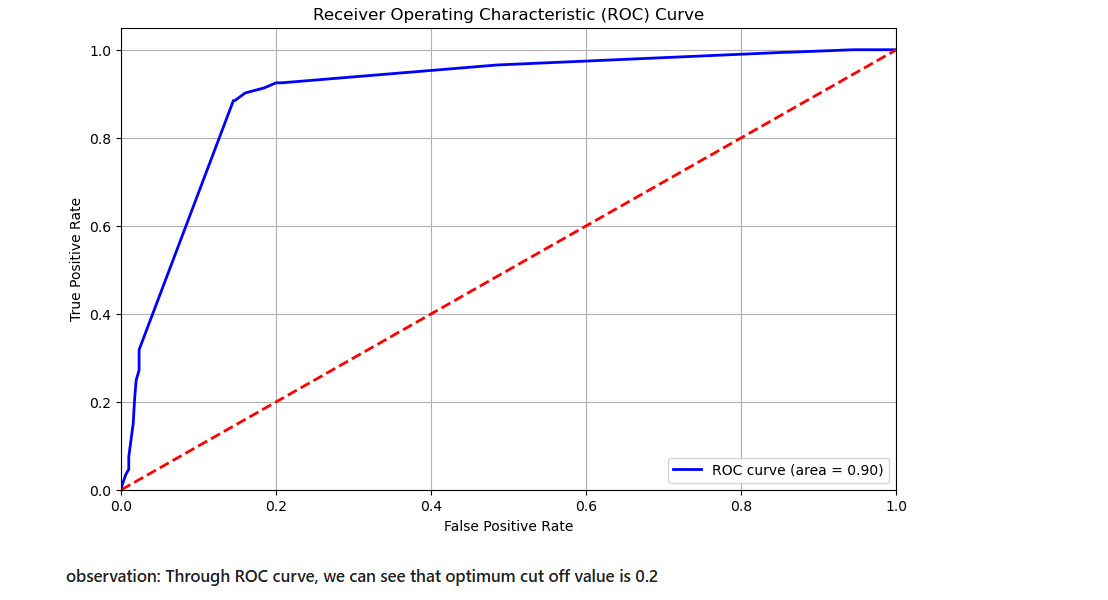 Receiver Operating Characteristic (ROC) Curve
1.0
0.8
0.6
0.4
0.2
0.0
True Positive Rate
ROC curve (area = 0.90)
0.0 0.2 0.4 0.6 0.8 1.0
False Positive Rate
observation: Through ROC curve, we can see that optimum cut off value is 0.2